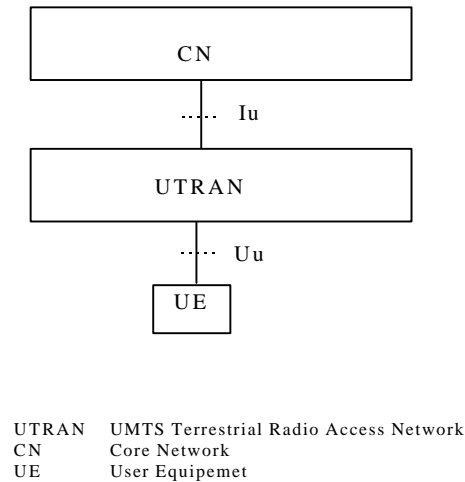 CN
Iu
UTRAN
Uu
UE
UTRAN UMTS Terrestrial Radio Access Network
CN Core Network
UE User Equipemet